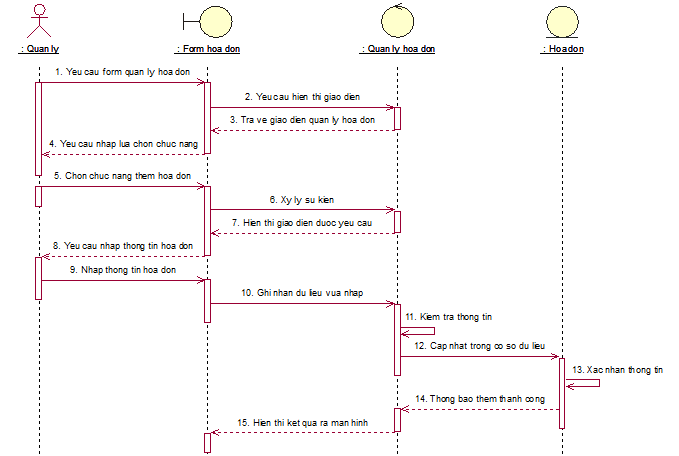 : Quan ly
: Form hoa don
: Quan ly hoa don
: Hoadon
1. Yeu cau form quan ly hoa don
2. Yeu cau hien thi giao dien
3. Tra ve giao dien quan ly hoa don
4. Yeu cau nhap lua chon chuc nang
5. Chon chuc nang them hoa don
6. Xy ly su kien
7. Hien thi giao dien duoc yeu cau
8. Yeu cau nhap thong tin hoa don
9. Nhap thong tin hoa don
10. Ghi nhan du lieu vua nhap
11. Kiem tra thong tin
12. Cap nhat trong co so du lieu
13. Xac nhan thong tin
14. Thong bao them thanh cong
15. Hien thi ket qua ra man hinh